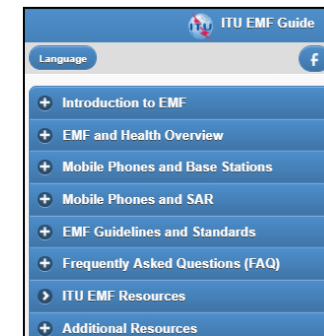 ITU EMF Guide
Language
f
Introduction to EMF
EMF and Health Overview
Mobile Phones and Base Stations
Mobile Phones and SAR
EMF Guidelines and Standards
Frequently Asked Questions (FAQ)
ITU EMF Resources
Additional Resources